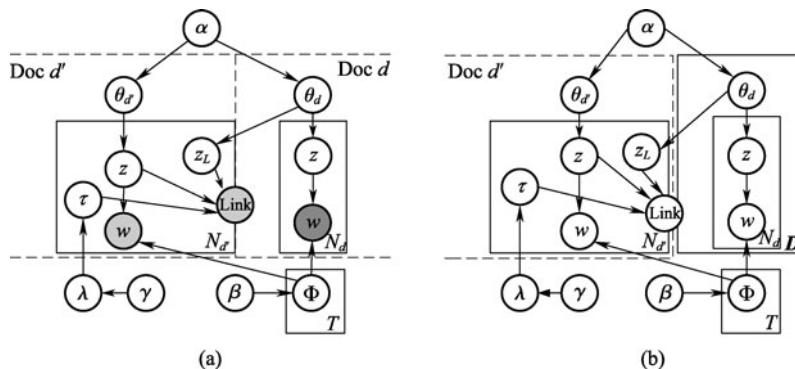 α α
Doc d′ Doc d Doc d′
θd′ θd θd′ θd
z zL z z zL z
τ Link τ Link
w w w w
Nd′ Nd Nd′ Nd D
λ γ β Φ λ γ β Φ
T T
(a) (b)